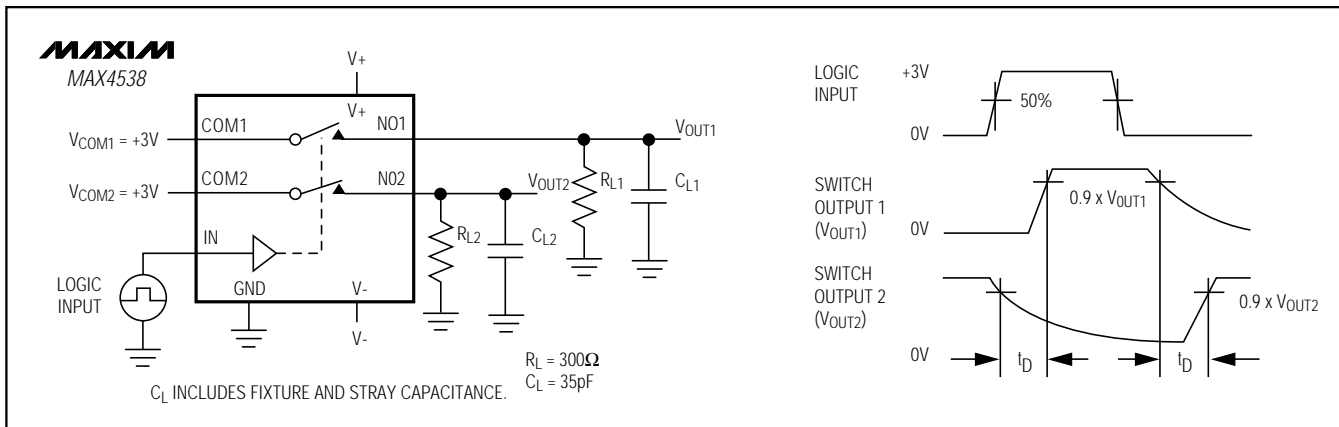 MAXIM
MAX4538
V+
V+
COM1
NO1
VCOM1 = +3V
VOUT1
COM2
N02
VCOM2 = +3V
VOUT2
RL1
CL1
RL2
CL2
IN
LOGIC
INPUT
GND
V-
V-
RL = 300Ω
CL = 35pF
CL INCLUDES FIXTURE AND STRAY CAPACITANCE.
LOGIC
INPUT
+3V
50%
0V
SWITCH
OUTPUT 1
(VOUT1)
0V
0.9 x VOUT1
SWITCH
OUTPUT 2
(VOUT2)
0V
0.9 x VOUT2
tD
tD